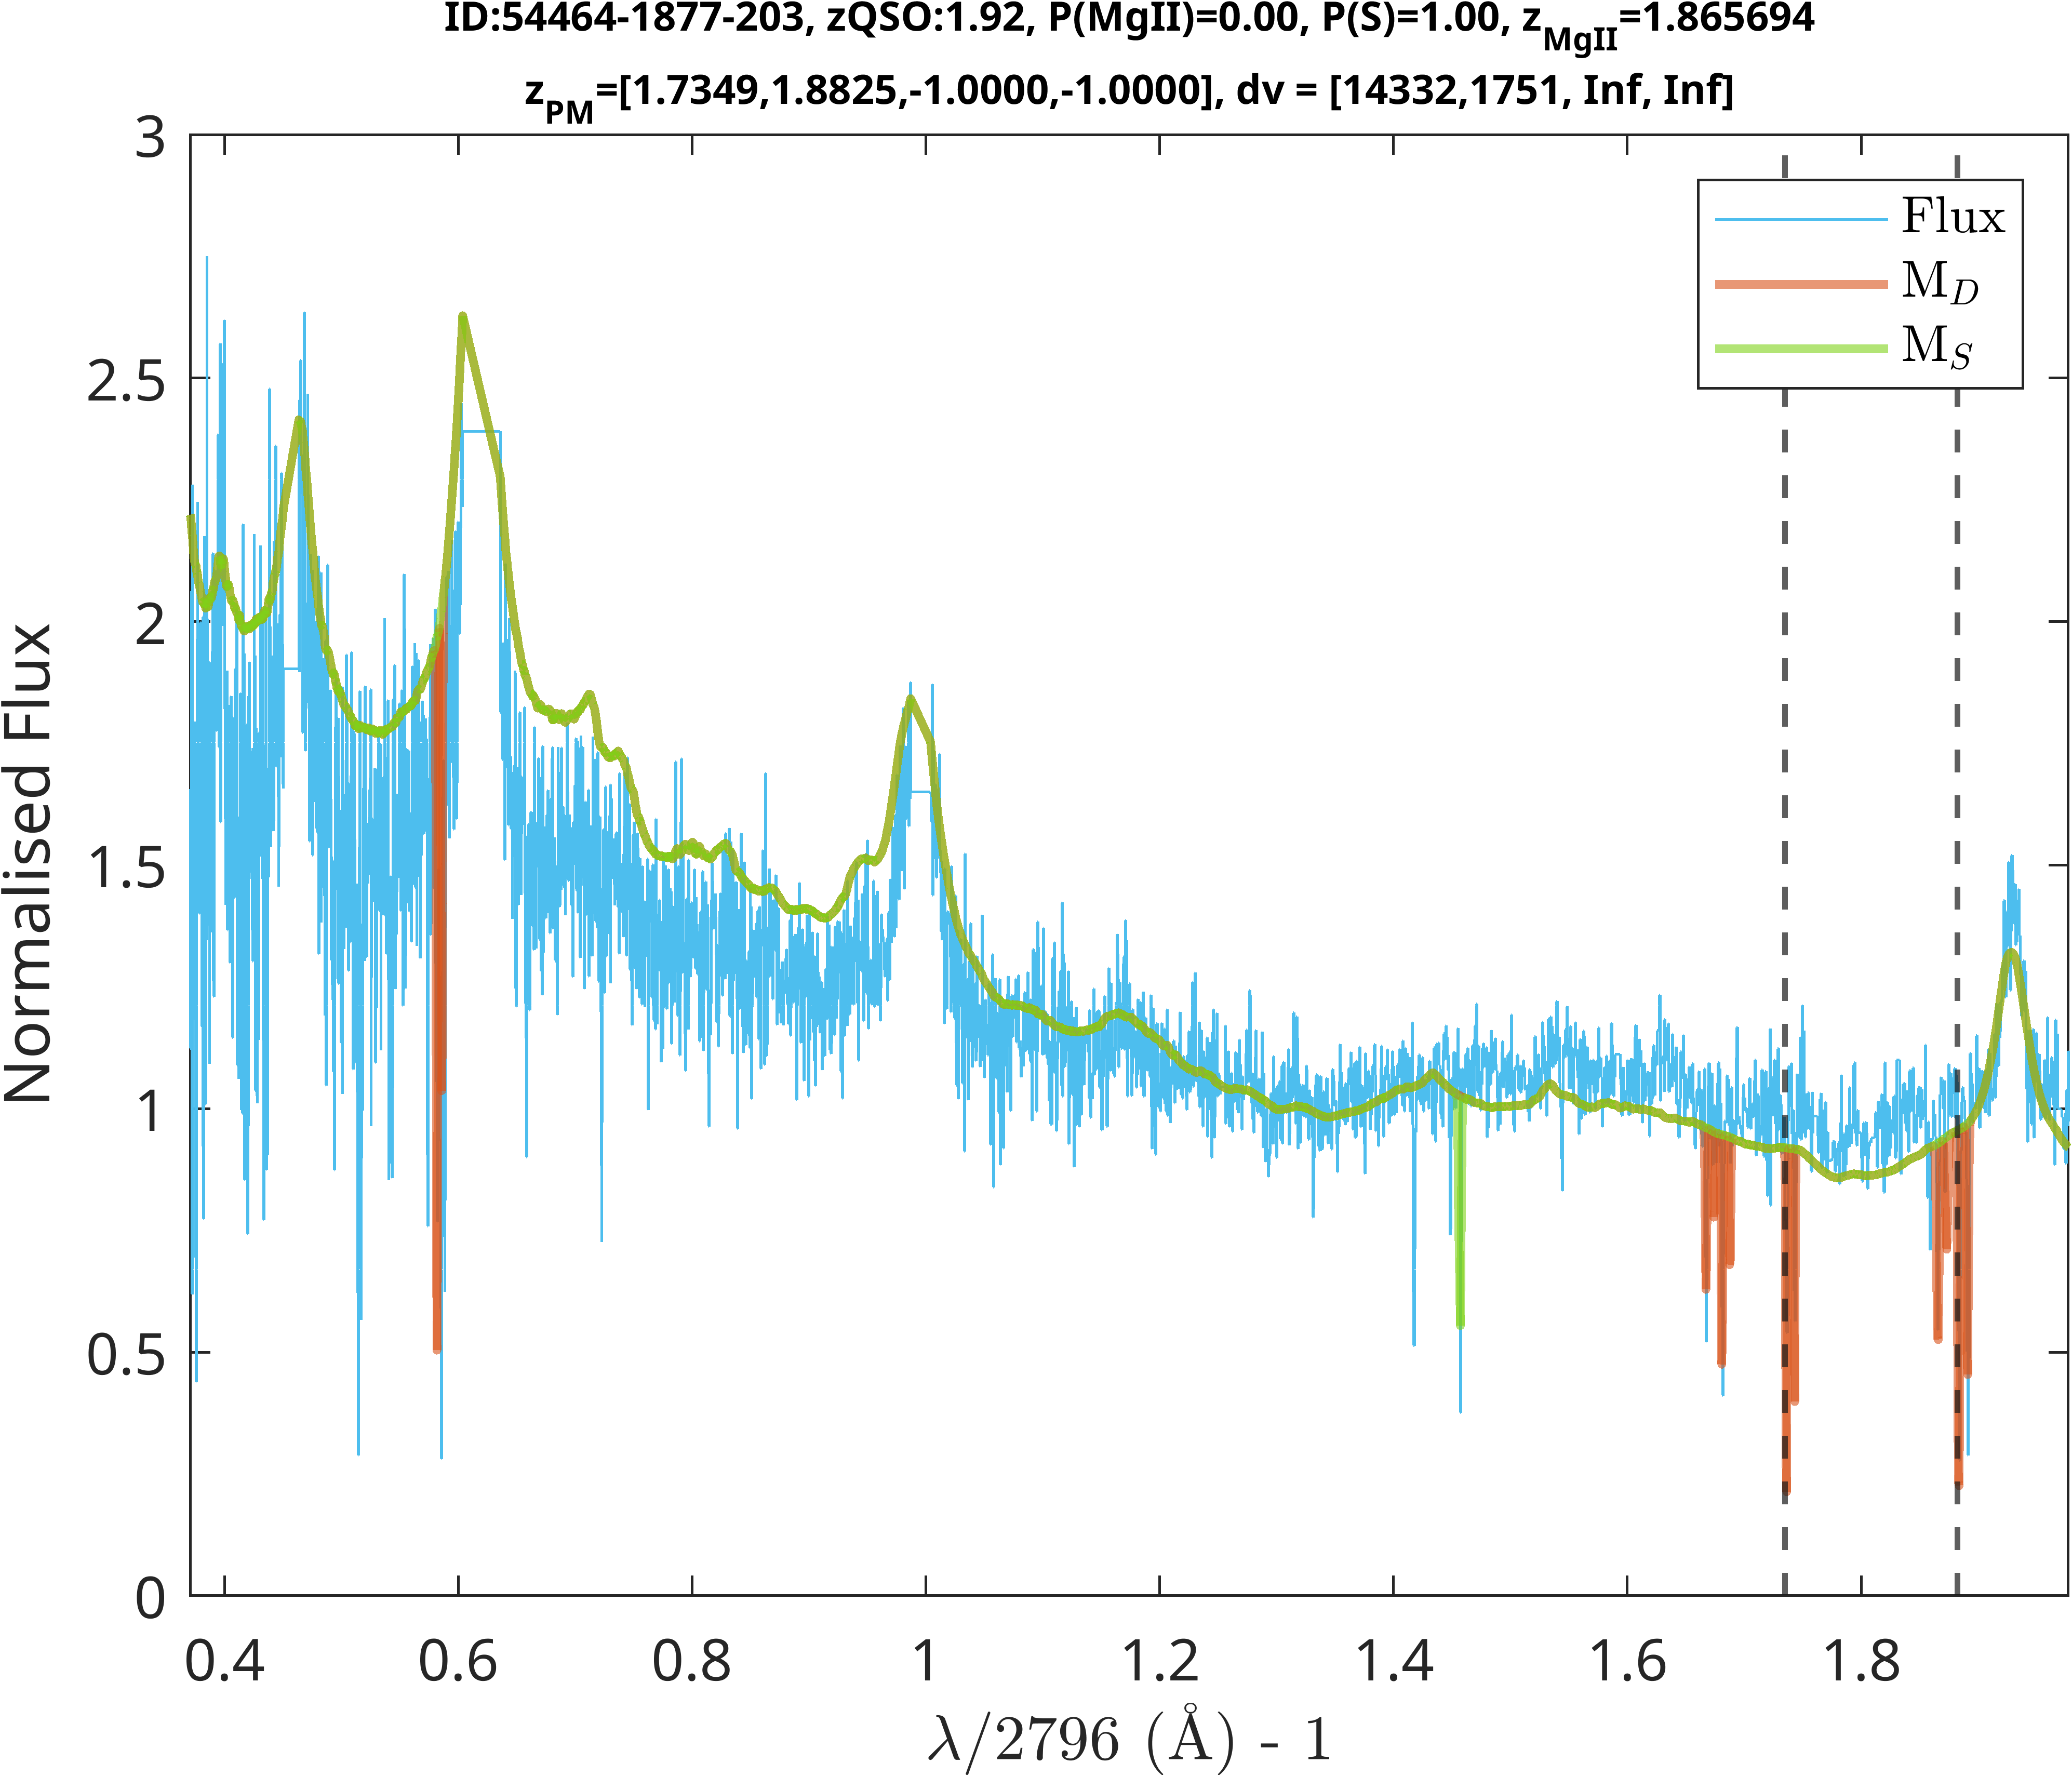 ID:54464-1877-203, zQSO:1.92, P(MgII)=0.00, P(S)=1.00, zMgII=1.865694
zPM=[1.7349,1.8825,-1.0000,-1.0000], dv = [14332,1751, Inf, Inf]
3
2.5
2
1.5
1
0.5
0
Normalised Flux
Flux
MD
MS
0.4 0.6 0.8 1 1.2 1.4 1.6 1.8
λ/2796 (Å) - 1